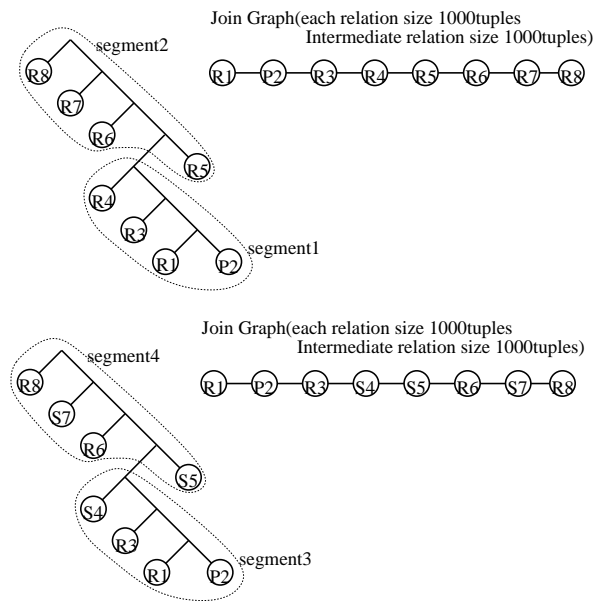 Join Graph(each relation size 1000tuples
Intermediate relation size 1000tuples)
segment2
R1 P2 R3 R4 R5 R6 R7 R8
R8
R7
R6
R5
R4
R3
R1 P2
segment1
Join Graph(each relation size 1000tuples
Intermediate relation size 1000tuples)
segment4
R1 P2 R3 S4 S5 R6 S7 R8
R8
S7
R6
S5
S4
R3
R1 P2
segment3